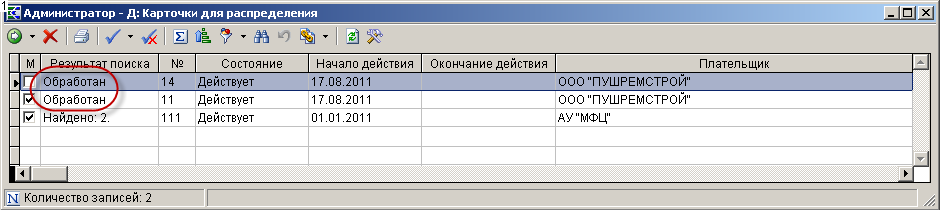 1
Администратор - Д: Карточки для распределения
М Результат поиска № Состояние Начало действия Окончание действия Плательщик
Обработан 14 Действует 17.08.2011 ООО "ПУШРЕМСТРОЙ"
Обработан 11 Действует 17.08.2011 ООО "ПУШРЕМСТРОЙ"
Найдено: 2. 111 Действует 01.01.2011 АУ "МФЦ"
N Количество записей: 2